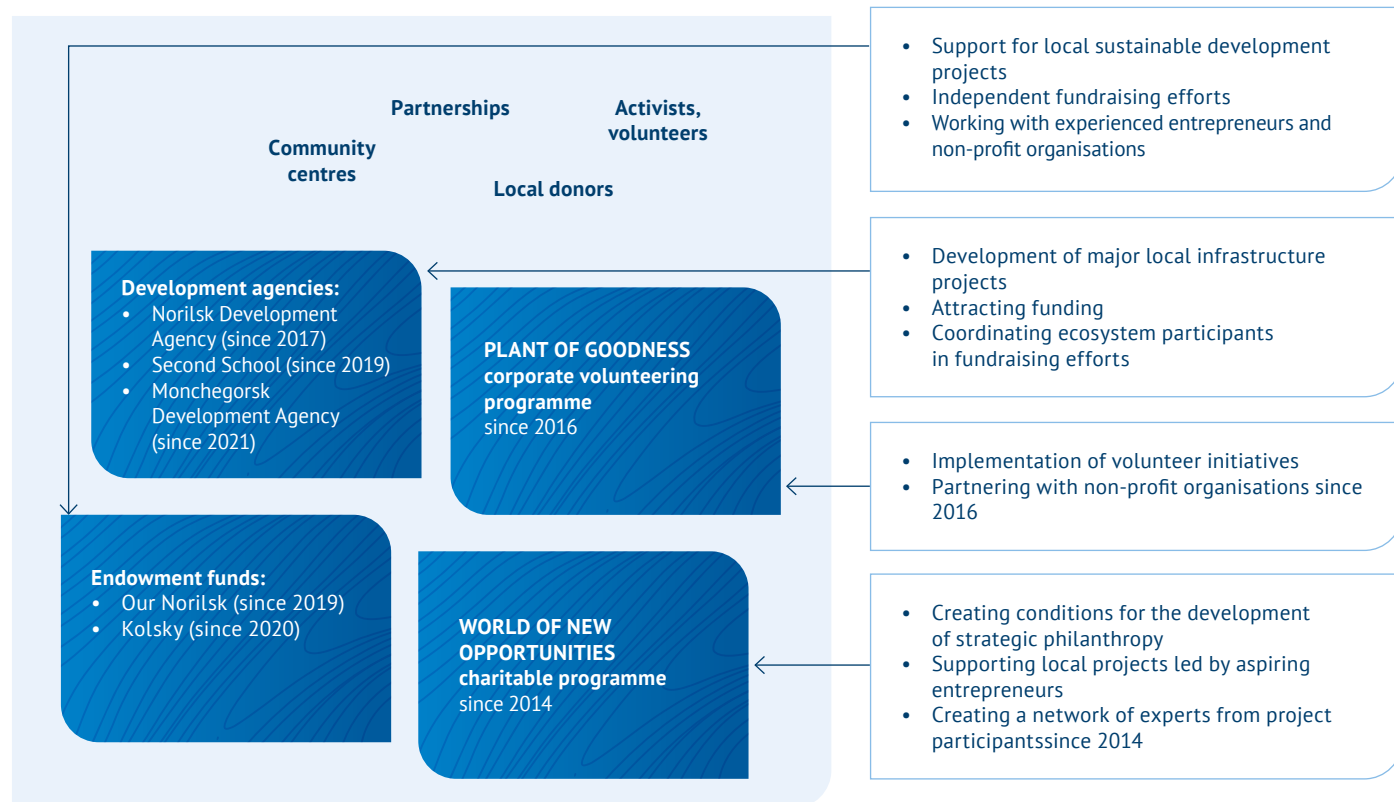 Partnerships
Activists,
volunteers
Community
centres
Local donors
Development agencies:
• Norilsk Development
Agency (since 2017)
• Second School (since 2019)
• Monchegorsk
Development Agency
(since 2021)
PLANT OF GOODNESS
corporate volunteering
programme
since 2016
Endowment funds:
• Our Norilsk (since 2019)
• Kolsky (since 2020)
WORLD OF NEW
OPPORTUNITIES
charitable programme
since 2014
• Support for local sustainable development
projects
• Independent fundraising efforts
• Working with experienced entrepreneurs and
non-profit organisations
• Development of major local infrastructure
projects
• Attracting funding
• Coordinating ecosystem participants
in fundraising efforts
• Implementation of volunteer initiatives
• Partnering with non-profit organisations since
2016
• Creating conditions for the development
of strategic philanthropy
• Supporting local projects led by aspiring
entrepreneurs
• Creating a network of experts from project
participantssince 2014